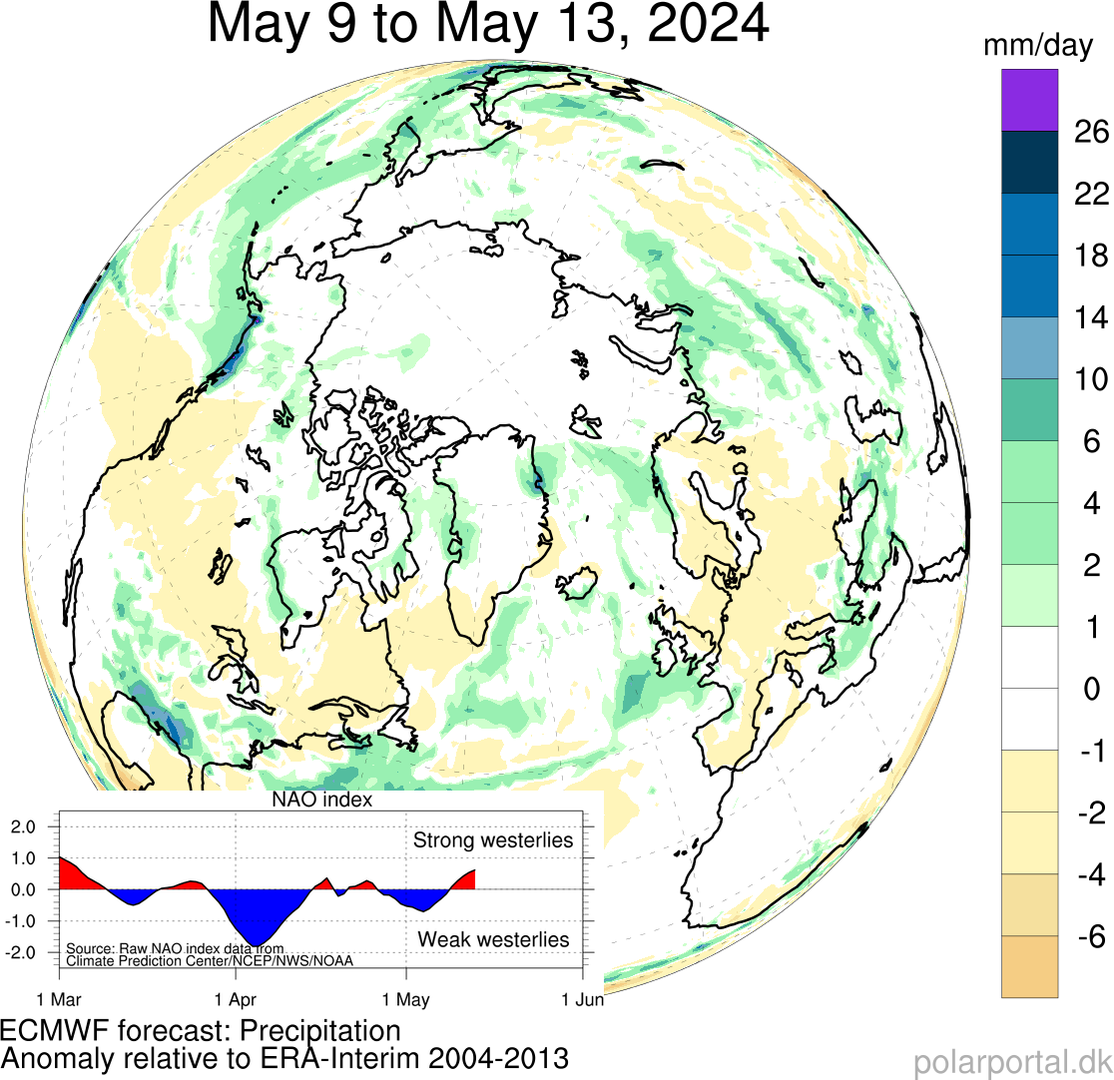 May 9 to May 13, 2024
mm/day
26
22
18
14
10
6
4
2
1
0
-1
-2
-4
-6
NAO index
2.0
1.0
0.0
-1.0
-2.0
Strong westerlies
Weak westerlies
Source: Raw NAO index data from
Climate Prediction Center/NCEP/NWS/NOAA
1 Mar
1 Apr
1 May
1 Jun
ECMWF forecast: Precipitation
Anomaly relative to ERA-Interim 2004-2013
polarportal.dk